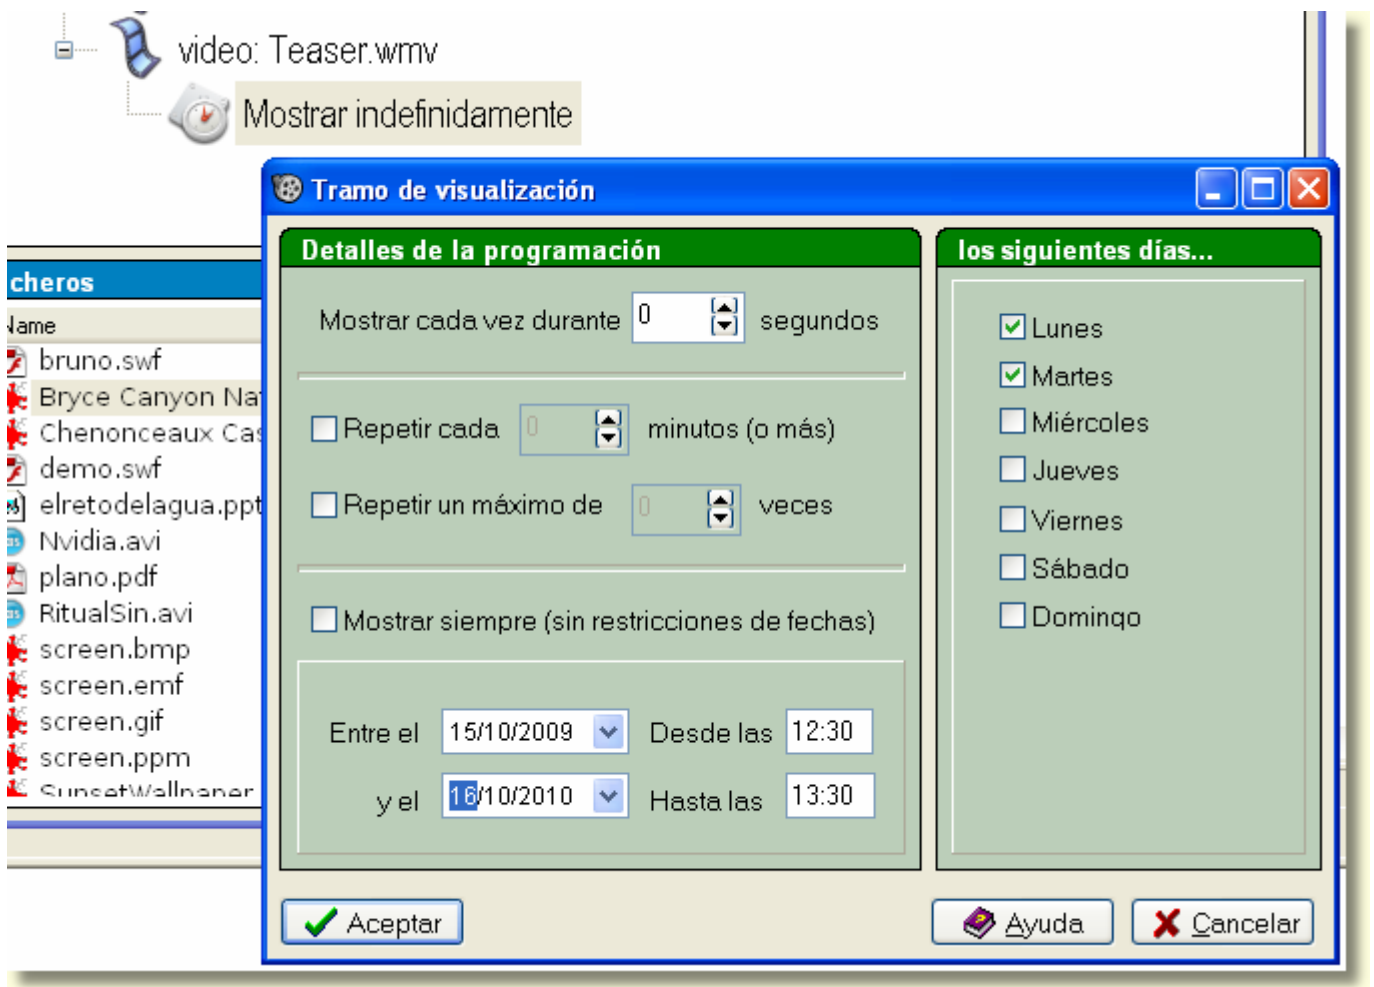 video: Teaser.wmv
Mostrar indefinidamente
Tramo de visualización
Detalles de la programación
los siguientes días...
Mostrar cada vez durante 0 segundos
Repetir cada 0 minutos (o más)
Repetir un máximo de 0 veces
Mostrar siempre (sin restricciones de fechas)
Entre el 15/10/2009 Desde las 12:30
y el 16/10/2010 Hasta las 13:30
Lunes
Martes
Miércoles
Jueves
Viernes
Sábado
Domingo
Aceptar
Ayuda
Cancelar
cheros
Name
bruno.swf
Bryce Canyon Na
Chenonceaux Cas
demo.swf
elretodelagua.ppt
Nvidia.avi
plano.pdf
RitualSin.avi
screen.bmp
screen.emf
screen.gif
screen.ppm
SunsetWallpaper